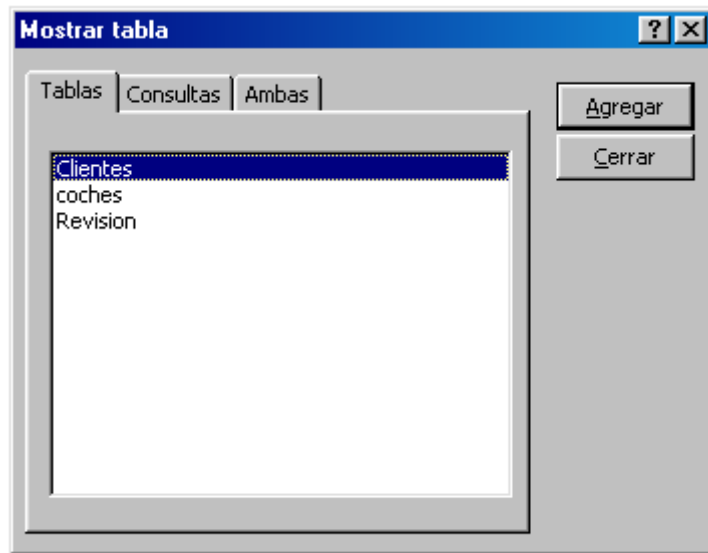 Mostrar tabla
Tablas Consultas Ambas
Clientes
coches
Revision
Agregar
Cerrar